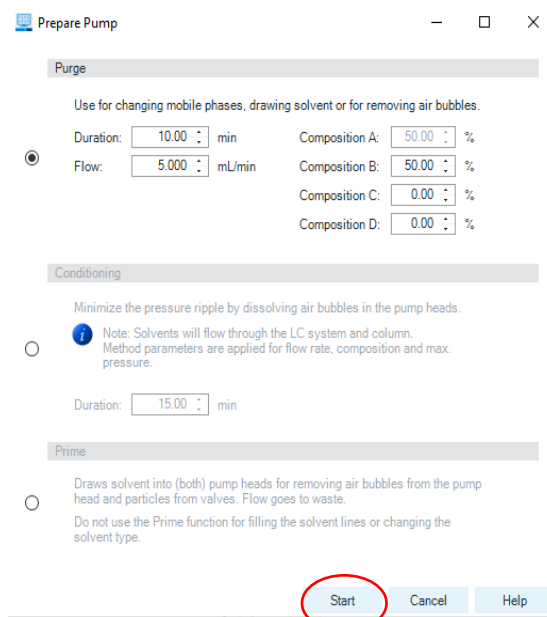 Prepare Pump
Purge
Use for changing mobile phases, drawing solvent or for removing air bubbles.
Duration: 10.00 min Composition A: 50.00 %
Flow: 5.000 mL/min Composition B: 50.00 %
Composition C: 0.00 %
Composition D: 0.00 %
Conditioning
Minimize the pressure ripple by dissolving air bubbles in the pump heads.
Note: Solvents will flow through the LC system and column.
Method parameters are applied for flow rate, composition and max.
pressure.
Duration: 15.00 min
Prime
Draws solvent into (both) pump heads for removing air bubbles from the pump
head and particles from valves. Flow goes to waste.
Do not use the Prime function for filling the solvent lines or changing the
solvent type.
Start Cancel Help